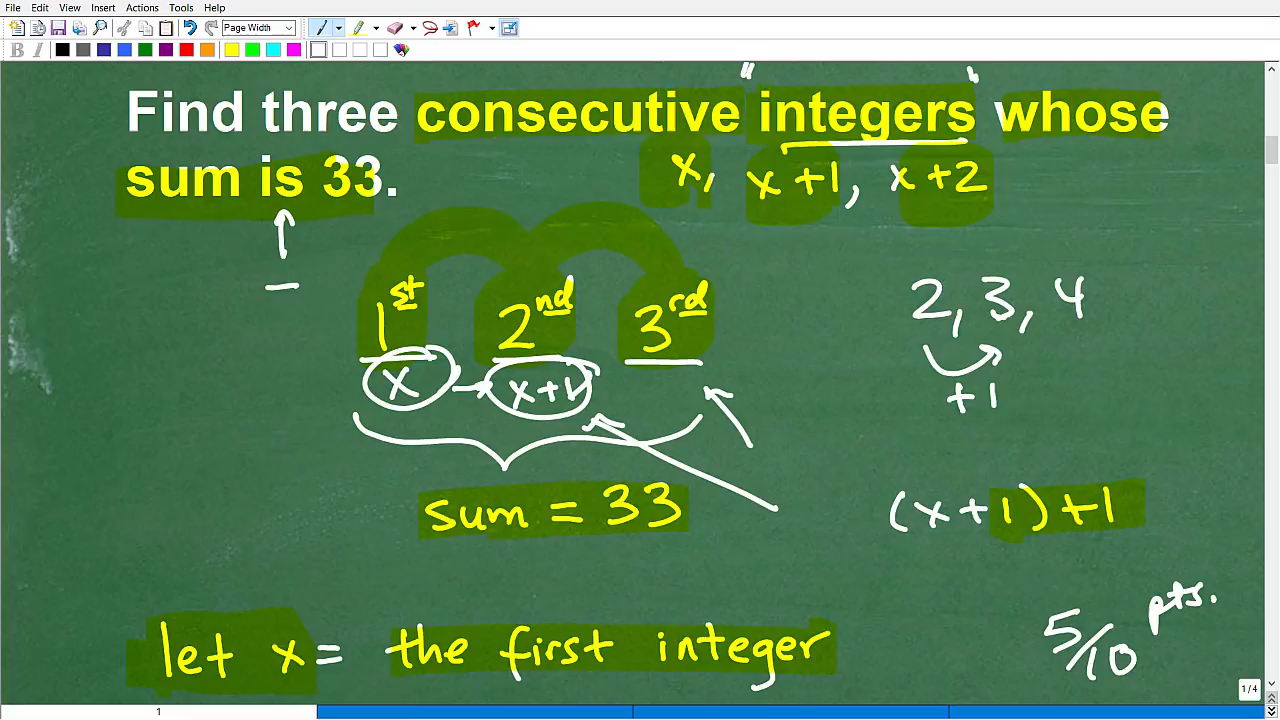 File Edit View Insert Actions Tools Help
Page Width
B I
" "
Find three consecutive integers whose
sum is 33.
x, x+1, x+2
1st 2nd 3rd
x x+1
2, 3, 4
+1
sum = 33
(x+1)+1
let x = the first integer
5/10 pts.
1/4
1